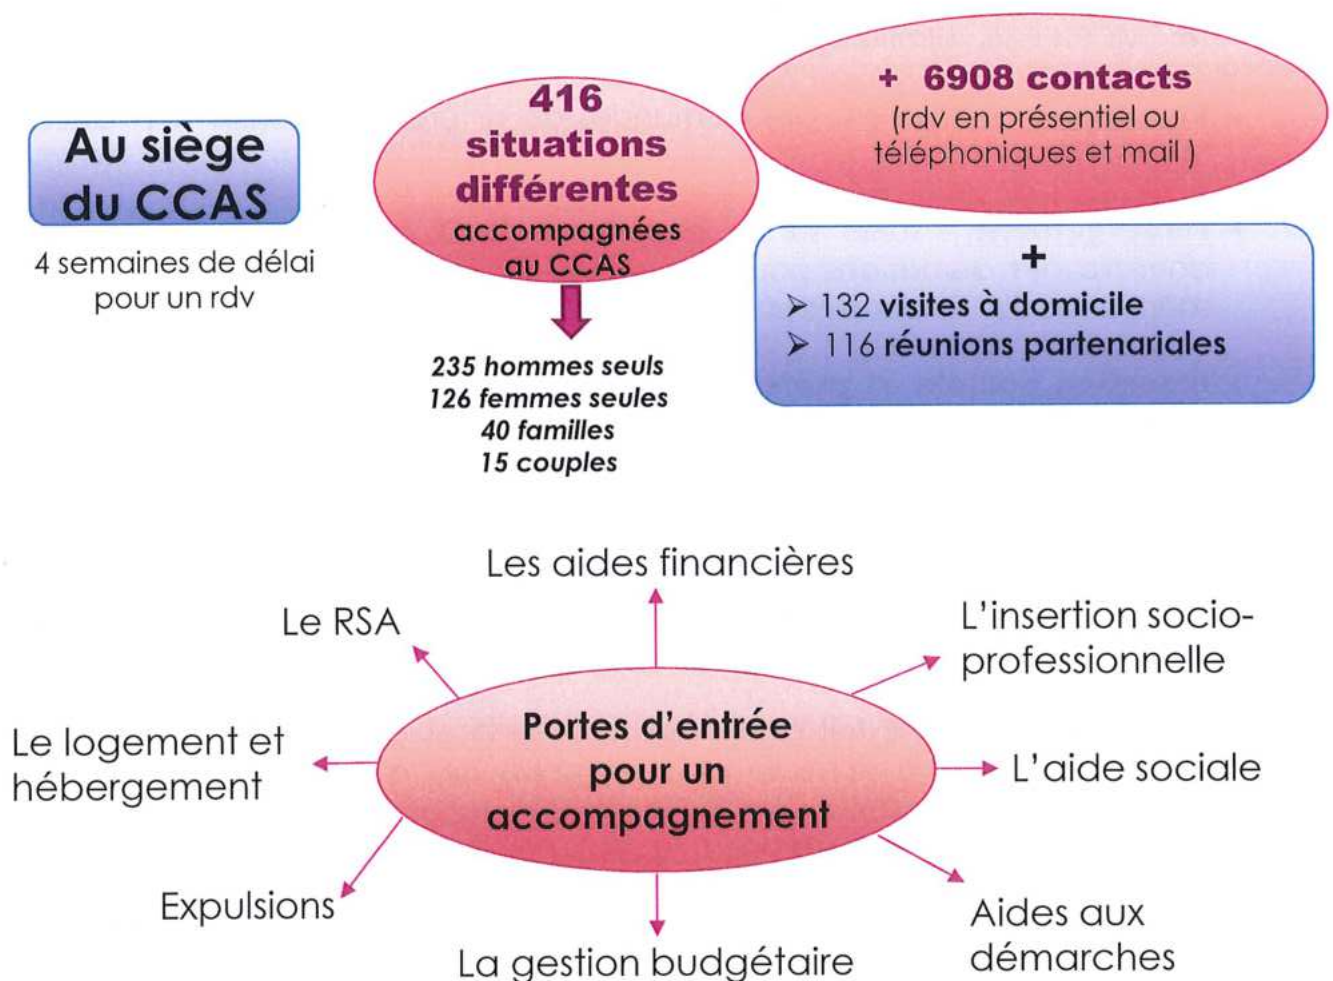 Au siège
du CCAS
4 semaines de délai
pour un rdv
416
situations
différentes
accompagnées
au CCAS
235 hommes seuls
126 femmes seules
40 familles
15 couples
+ 6908 contacts
(rdv en présentiel ou
téléphoniques et mail )
+
➢ 132 visites à domicile
➢ 116 réunions partenariales
Les aides financières
Le RSA
L'insertion socio-
professionnelle
Le logement et
hébergement
Portes d'entrée
pour un
accompagnement
L'aide sociale
Expulsions
Aides aux
démarches
La gestion budgétaire